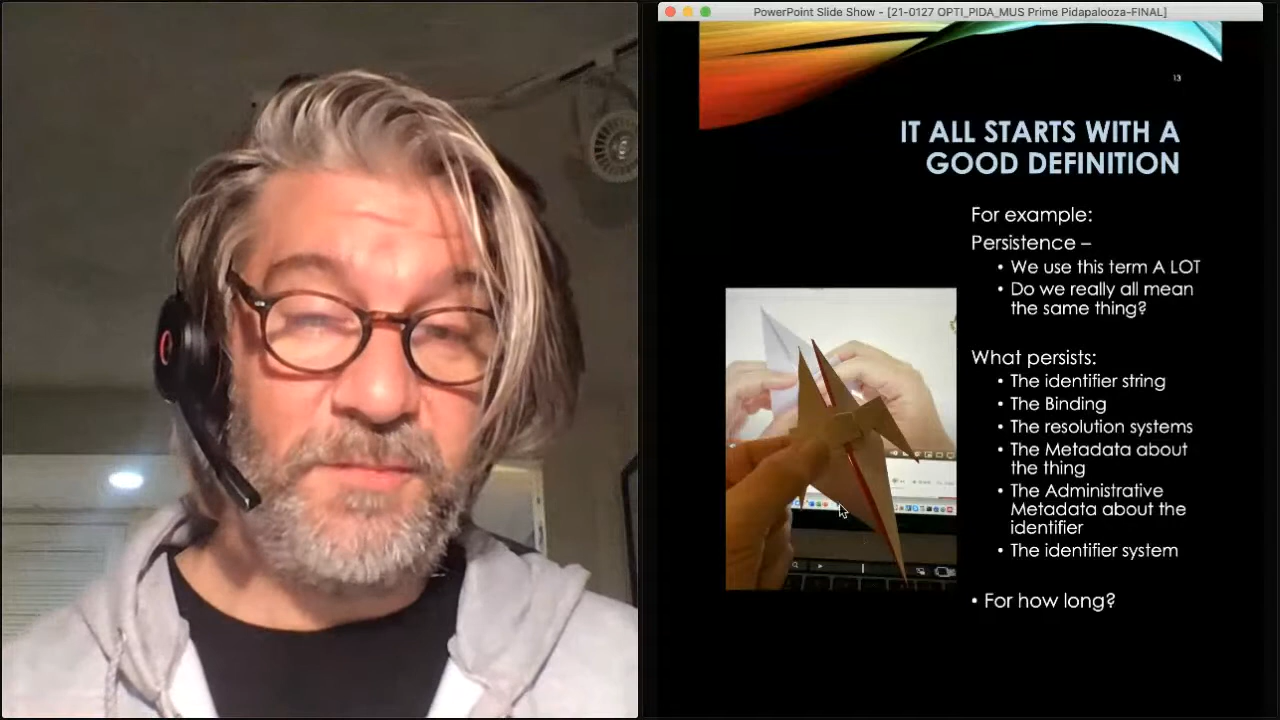 PowerPoint Slide Show - [21-0127 OPTI_PIDA_MUS Prime Pidapalooza-FINAL]
13
IT ALL STARTS WITH A
GOOD DEFINITION
For example:
Persistence –
• We use this term A LOT
• Do we really all mean
the same thing?
What persists:
• The identifier string
• The Binding
• The resolution systems
• The Metadata about
the thing
• The Administrative
Metadata about the
identifier
• The identifier system
• For how long?